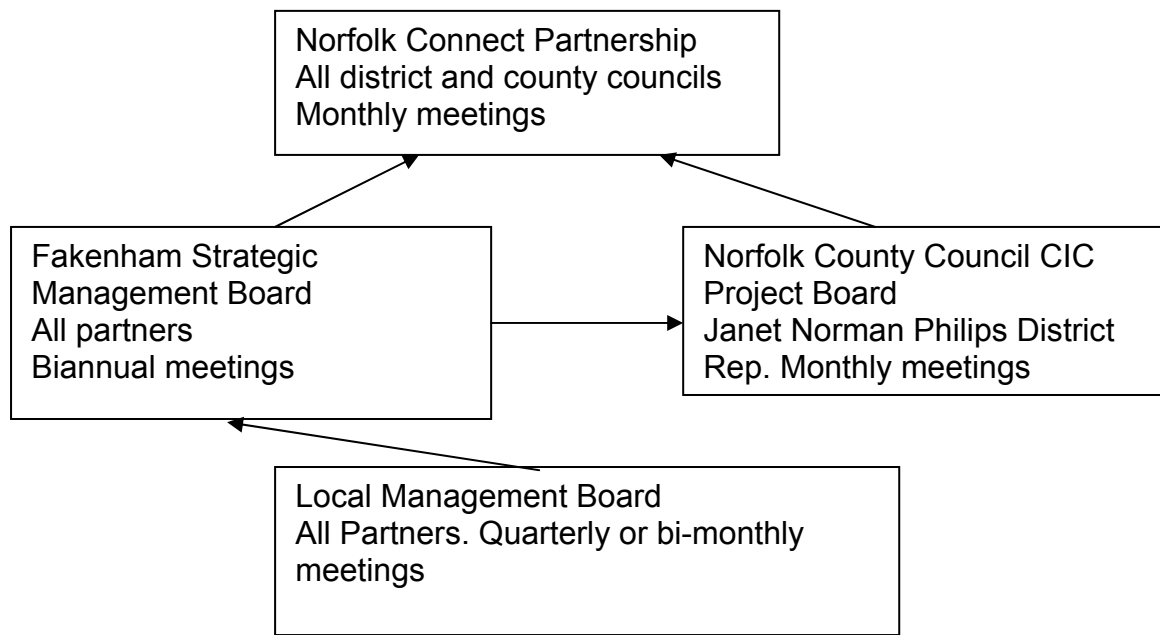 Norfolk Connect Partnership
All district and county councils
Monthly meetings
Fakenham Strategic
Management Board
All partners
Biannual meetings
Norfolk County Council CIC
Project Board
Janet Norman Philips District
Rep. Monthly meetings
Local Management Board
All Partners. Quarterly or bi-monthly
meetings